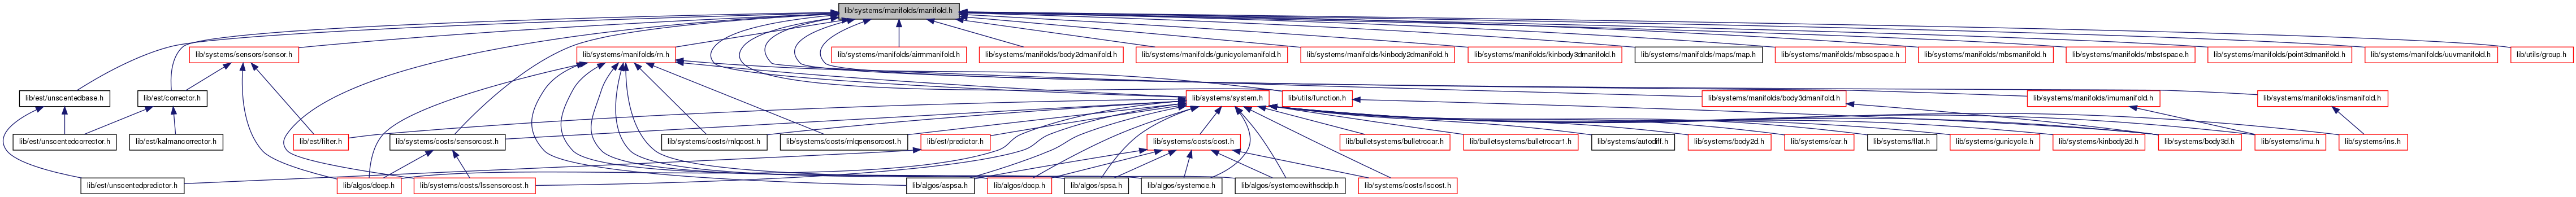 lib/systems/manifolds/manifold.h
lib/systems/sensors/sensor.h
lib/systems/manifolds/rn.h
lib/systems/manifolds/aimmanifold.h
lib/systems/manifolds/body2dmanifold.h
lib/systems/manifolds/gunicyclemanifold.h
lib/systems/manifolds/kinbody2dmanifold.h
lib/systems/manifolds/kinbody3dmanifold.h
lib/systems/manifolds/maps/map.h
lib/systems/manifolds/mbscspace.h
lib/systems/manifolds/mbsmanifold.h
lib/systems/manifolds/mbstspace.h
lib/systems/manifolds/point3dmanifold.h
lib/systems/manifolds/uuvmanifold.h
lib/utils/group.h
lib/est/unscentedbase.h
lib/est/corrector.h
lib/systems/system.h
lib/utils/function.h
lib/systems/manifolds/body3dmanifold.h
lib/systems/manifolds/imumanifold.h
lib/systems/manifolds/insmanifold.h
lib/est/unscentedcorrector.h
lib/est/kalmancorrector.h
lib/est/filter.h
lib/systems/costs/sensorcost.h
lib/systems/costs/mlqcost.h
lib/systems/costs/mlqsensorcost.h
lib/est/predictor.h
lib/systems/costs/cost.h
lib/bulletsystems/bulletrccar.h
lib/bulletsystems/bulletrccar1.h
lib/systems/autodiff.h
lib/systems/body2d.h
lib/systems/car.h
lib/systems/flat.h
lib/systems/gunicycle.h
lib/systems/kinbody2d.h
lib/systems/body3d.h
lib/systems/imu.h
lib/systems/ins.h
lib/est/unscentedpredictor.h
lib/algos/doep.h
lib/systems/costs/lssensorcost.h
lib/algos/aspsa.h
lib/algos/docp.h
lib/algos/spsa.h
lib/algos/systemce.h
lib/algos/systemcewithsddp.h
lib/systems/costs/lscost.h